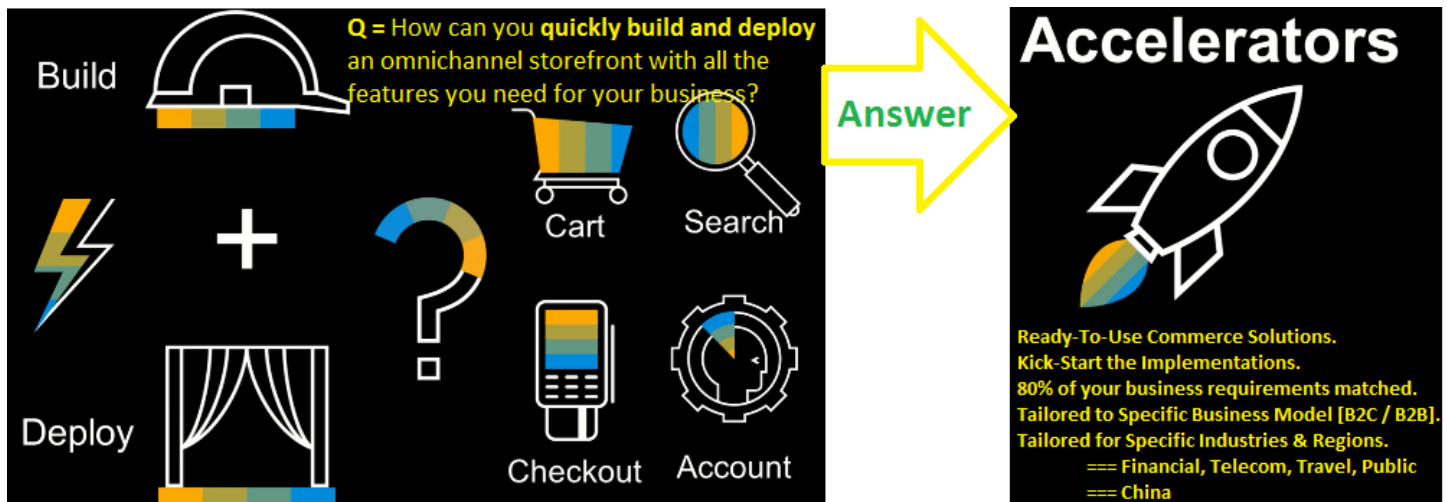 Q = How can you quickly build and deploy
an omnichannel storefront with all the
features you need for your business?
Build
Cart
Search
Deploy
Checkout
Account
Answer
Accelerators
Ready-To-Use Commerce Solutions.
Kick-Start the Implementations.
80% of your business requirements matched.
Tailored to Specific Business Model [B2C / B2B].
Tailored for Specific Industries & Regions.
=== Financial, Telecom, Travel, Public
=== China